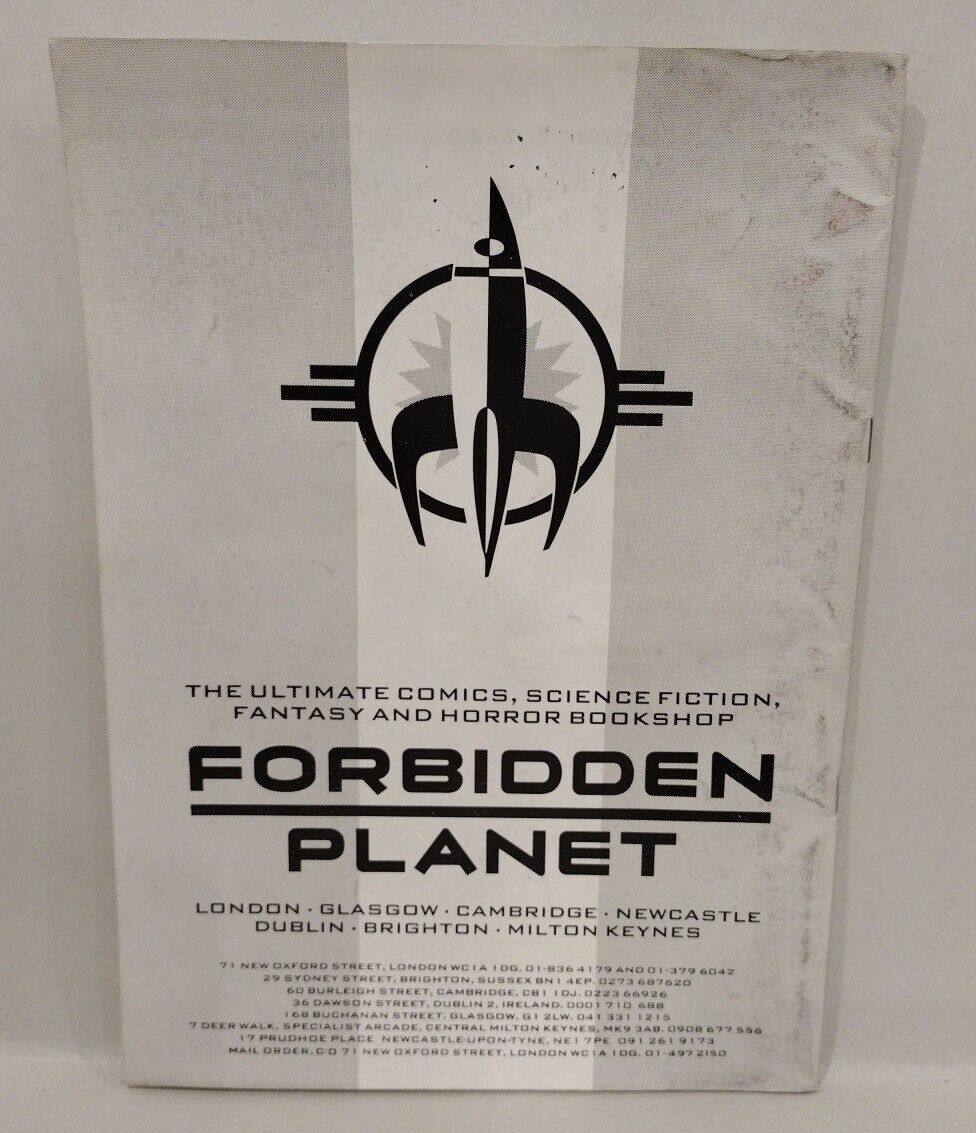 THE ULTIMATE COMICS, SCIENCE FICTION,
FANTASY AND HORROR BOOKSHOP
FORBIDDEN
PLANET
LONDON · GLASGOW · CAMBRIDGE · NEWCASTLE
DUBLIN · BRIGHTON · MILTON KEYNES
71 NEW OXFORD STREET, LONDON WC1A 1DG. 01-836 4179 AND 01-379 6042
29 SYDNEY STREET, BRIGHTON, SUSSEX BN1 4EP. 0273 687620
60 BURLEIGH STREET, CAMBRIDGE, CB1 1DJ. 0223 66926
36 DAWSON STREET, DUBLIN 2, IRELAND. 0001 710 688
168 BUCHANAN STREET, GLASGOW, G1 2LW. 041 331 1215
7 DEER WALK, SPECIALIST ARCADE, CENTRAL MILTON KEYNES, MK9 3AB. 0908 677 556
17 PRUDHOE PLACE NEWCASTLE-UPON-TYNE, NE1 7PE 091 261 9173
MAIL ORDER, C/O 71 NEW OXFORD STREET, LONDON WC1A 1DG. 01-497 2150